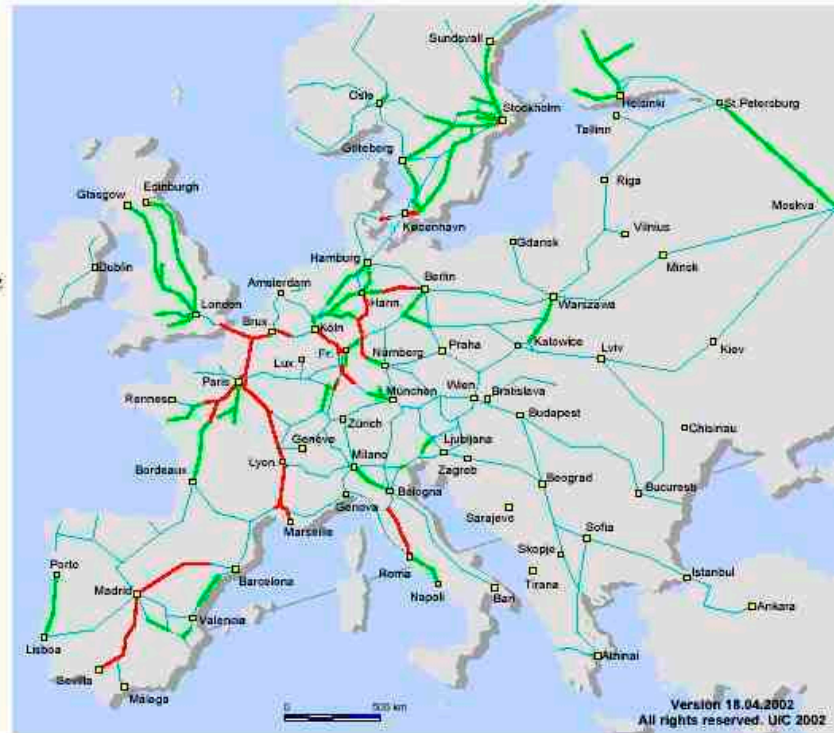 Sundsvall
Oslo
Stockholm
Helsinki
St.Petersburg
Tallinn
Göteborg
Riga
Moskva
Edinburgh
Glasgow
København
Vilnius
Gdansk
Minsk
Hamburg
Dublin
Amsterdam
Berlin
London
Hann.
Warszawa
Brux
Köln
Katowice
Kiev
Praha
Lviv
Fr.
Lux
Nürnberg
Paris
Rennes
München
Wien
Bratislava
Budapest
Zürich
Chisinau
Genève
Ljubljana
Milano
Lyon
Zagreb
Bordeaux
Beograd
Bucuresti
Bologna
Genova
Sarajevo
Marseille
Sofia
Skopje
Porto
Roma
Istanbul
Madrid
Barcelona
Tirana
Napoli
Bari
Ankara
Valencia
Lisboa
Athinai
Sevilla
Málaga
0 500 km
Version 18.04.2002
All rights reserved. UIC 2002